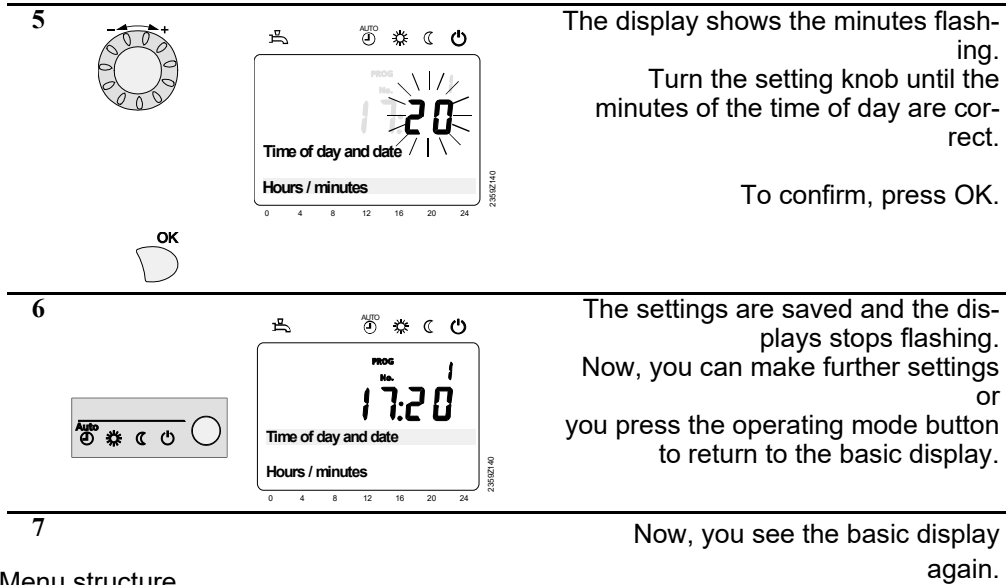 5
- +
AUTO
PROG 1
No.
17:20
Time of day and date
Hours / minutes
0 4 8 12 16 20 24
2359Z140
OK
The display shows the minutes flash-
ing.
Turn the setting knob until the
minutes of the time of day are cor-
rect.
To confirm, press OK.
6
Auto
AUTO
PROG 1
No.
17:20
Time of day and date
Hours / minutes
0 4 8 12 16 20 24
2359Z140
The settings are saved and the dis-
plays stops flashing.
Now, you can make further settings
or
you press the operating mode button
to return to the basic display.
7
Now, you see the basic display
again.
Menu structure